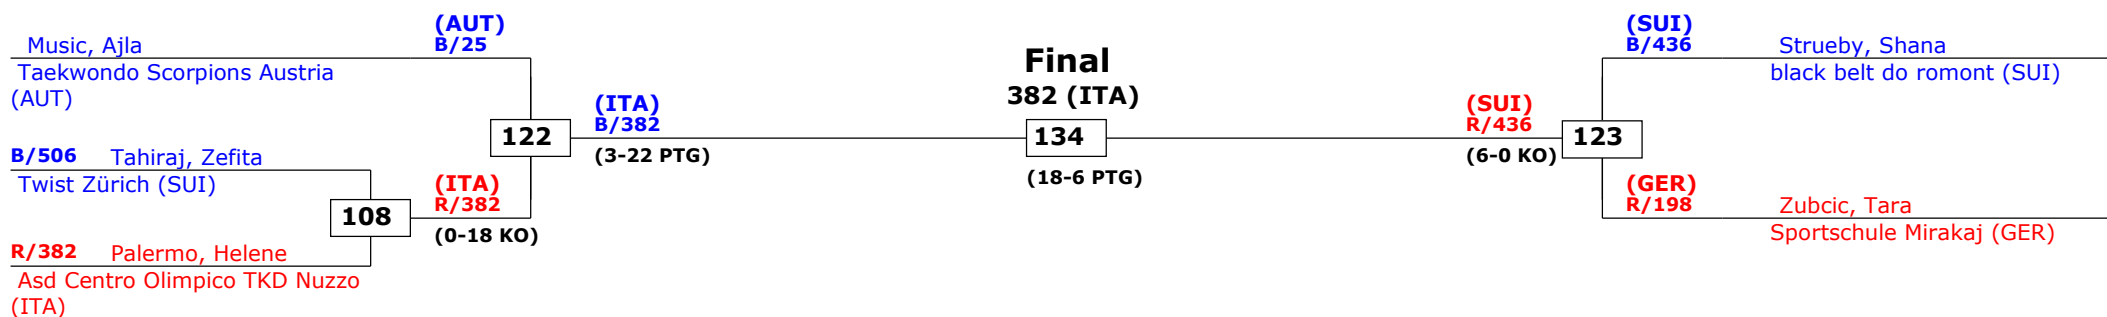 (AUT)
B/25
Music, Ajla
Taekwondo Scorpions Austria
(AUT)
B/506 Tahiraj, Zefita
Twist Zürich (SUI)
108
R/382 Palermo, Helene
Asd Centro Olimpico TKD Nuzzo
(ITA)
(ITA)
R/382
(0-18 KO)
122
(ITA)
B/382
(3-22 PTG)
Final
382 (ITA)
134
(18-6 PTG)
(SUI)
R/436
(6-0 KO)
123
(SUI)
B/436
Strueby, Shana
black belt do romont (SUI)
(GER)
R/198
Zubcic, Tara
Sportschule Mirakaj (GER)